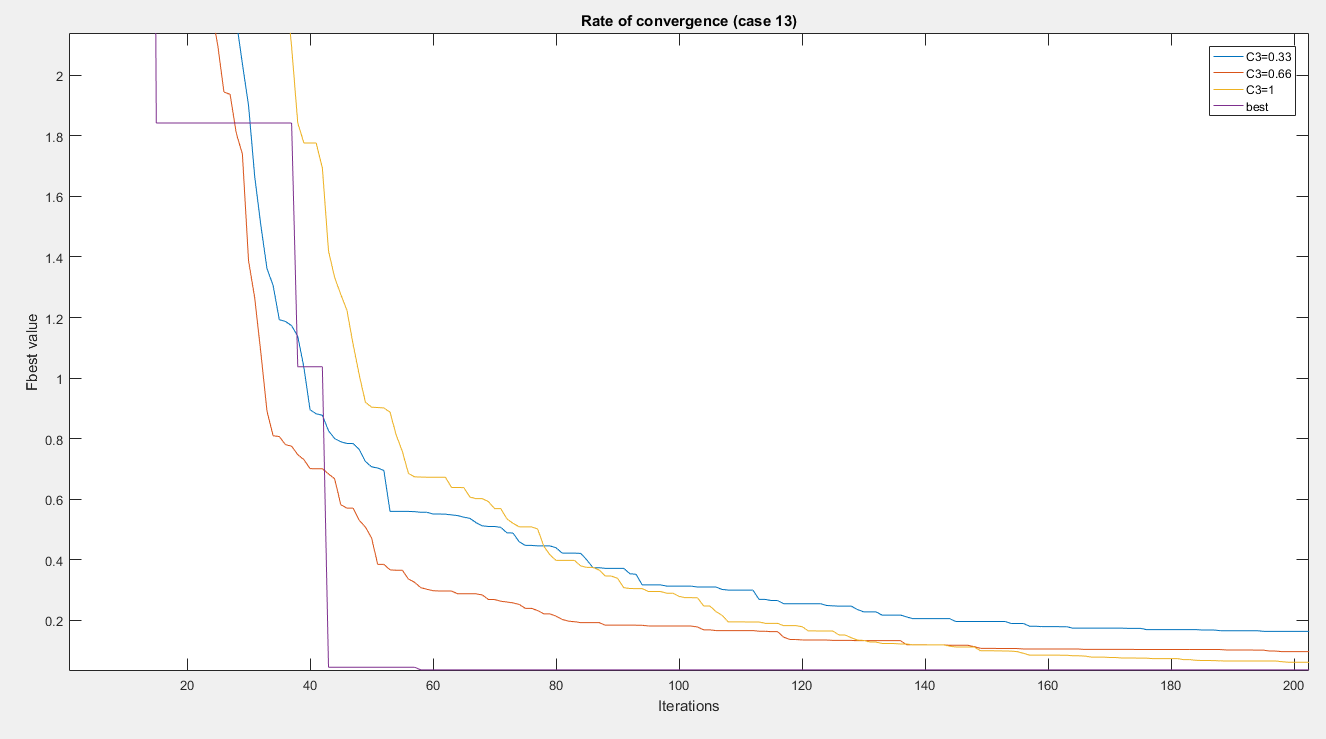 Rate of convergence (case 13)
C3=0.33
C3=0.66
C3=1
best
Fbest value
2
1.8
1.6
1.4
1.2
1
0.8
0.6
0.4
0.2
20 40 60 80 100 120 140 160 180 200
Iterations